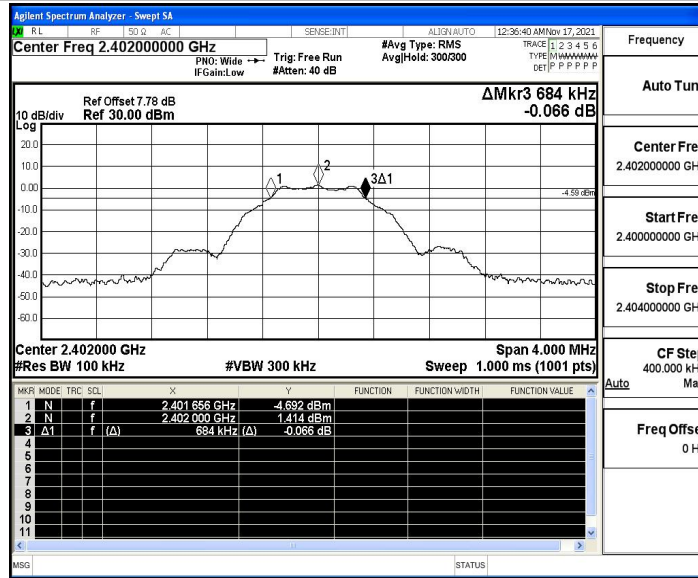 Agilent Spectrum Analyzer - Swept SA
RL RF 50 Ω AC SENSE:INT ALIGN AUTO 12:36:40 AM Nov 17, 2021
Center Freq 2.402000000 GHz
PNO: Wide
IFGain:Low
Trig: Free Run
#Atten: 40 dB
#Avg Type: RMS
Avg|Hold: 300/300
TRACE 1 2 3 4 5 6
TYPE M WWWWW
DET P P P P P P
Ref Offset 7.78 dB
10 dB/div Ref 30.00 dBm
Log
ΔMkr3 684 kHz
-0.066 dB
20.0
10.0
0.00
-10.0
-20.0
-30.0
-40.0
-50.0
-60.0
1
2
3Δ1
-4.59 dBm
Center 2.402000 GHz Span 4.000 MHz
#Res BW 100 kHz #VBW 300 kHz Sweep 1.000 ms (1001 pts)
MKR MODE TRC SCL X Y FUNCTION FUNCTION WIDTH FUNCTION VALUE
1 N f 2.401 656 GHz -4.692 dBm
2 N f 2.402 000 GHz 1.414 dBm
3 Δ1 f (Δ) 684 kHz (Δ) -0.066 dB
4
5
6
7
8
9
10
11
MSG STATUS
Frequency
Auto Tun
Center Fre
2.402000000 GH
Start Fre
2.400000000 GH
Stop Fre
2.404000000 GH
CF Ste
400.000 kH
Auto Ma
Freq Offse
0 H